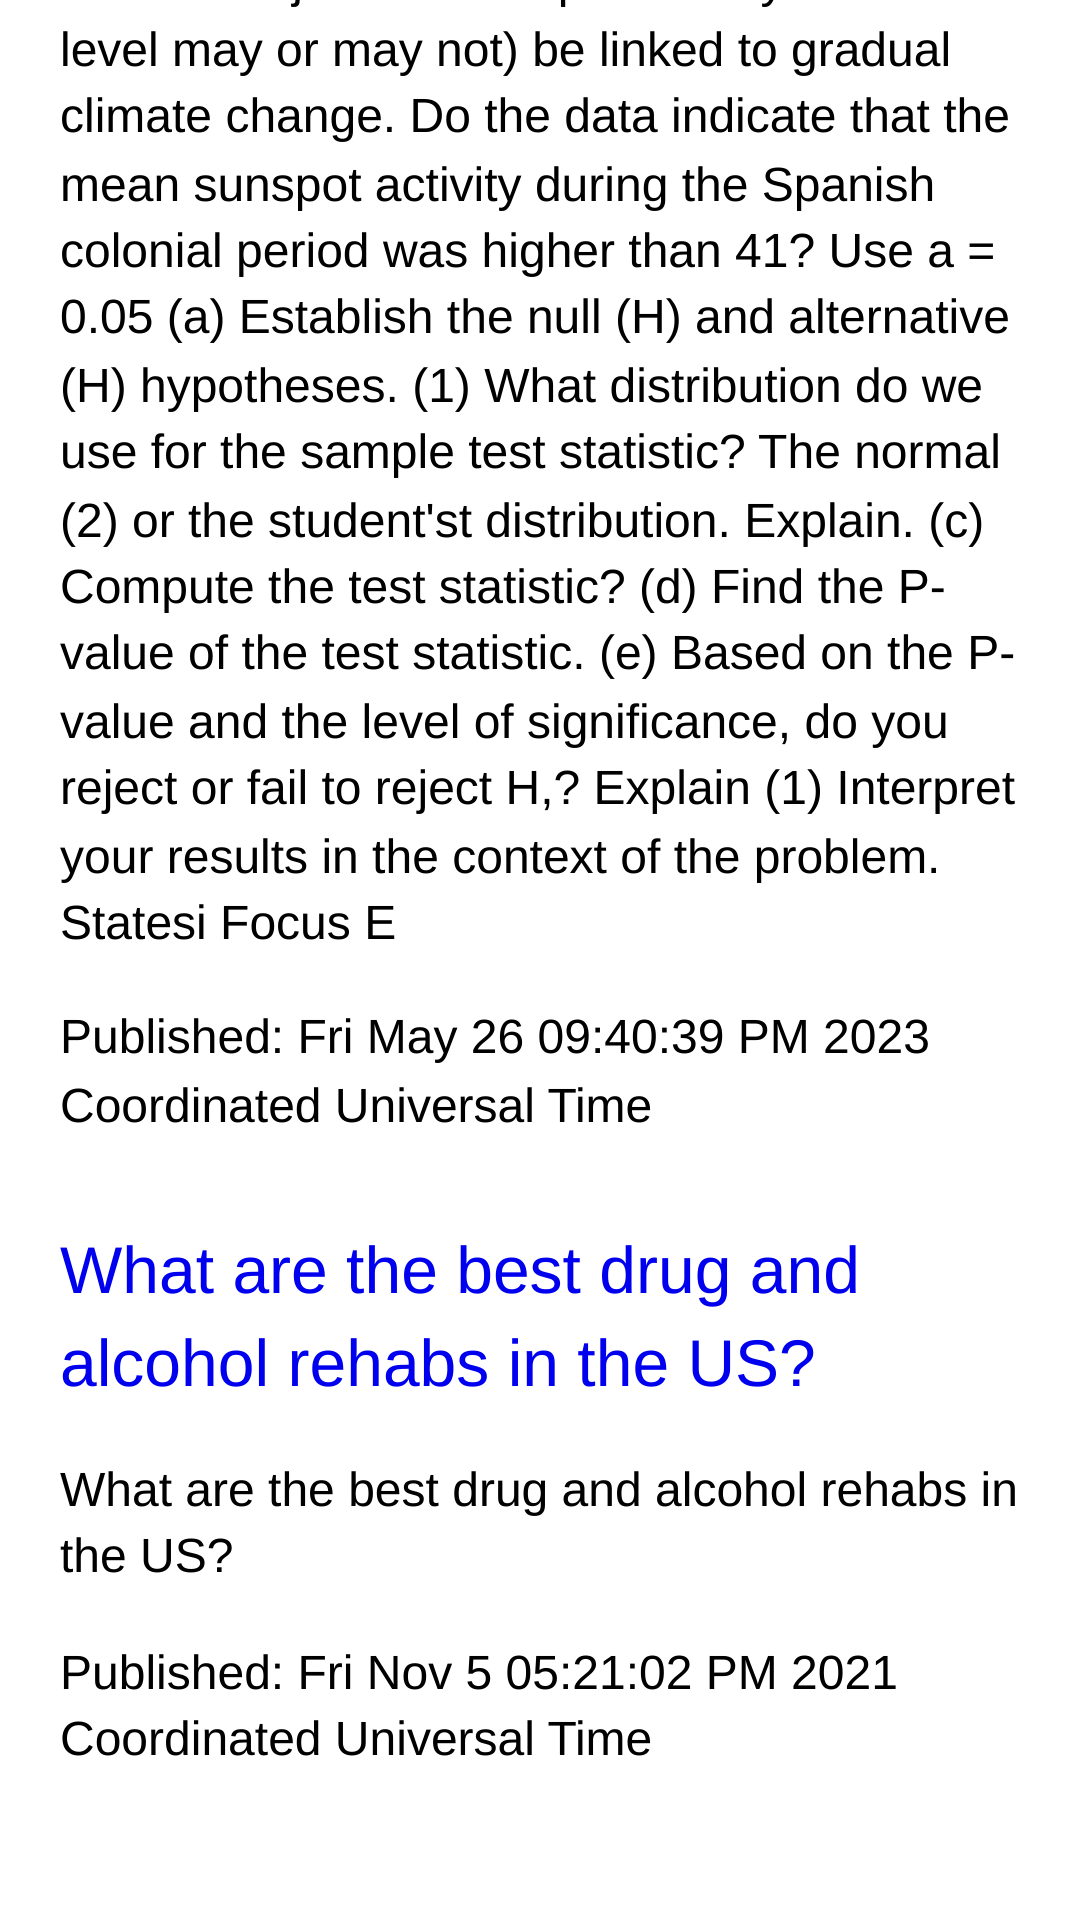 level may or may not) be linked to gradual
climate change. Do the data indicate that the
mean sunspot activity during the Spanish
colonial period was higher than 41? Use a =
0.05 (a) Establish the null (H) and alternative
(H) hypotheses. (1) What distribution do we
use for the sample test statistic? The normal
(2) or the student'st distribution. Explain. (c)
Compute the test statistic? (d) Find the P-
value of the test statistic. (e) Based on the P-
value and the level of significance, do you
reject or fail to reject H,? Explain (1) Interpret
your results in the context of the problem.
Statesi Focus E
Published: Fri May 26 09:40:39 PM 2023
Coordinated Universal Time
What are the best drug and
alcohol rehabs in the US?
What are the best drug and alcohol rehabs in
the US?
Published: Fri Nov 5 05:21:02 PM 2021
Coordinated Universal Time